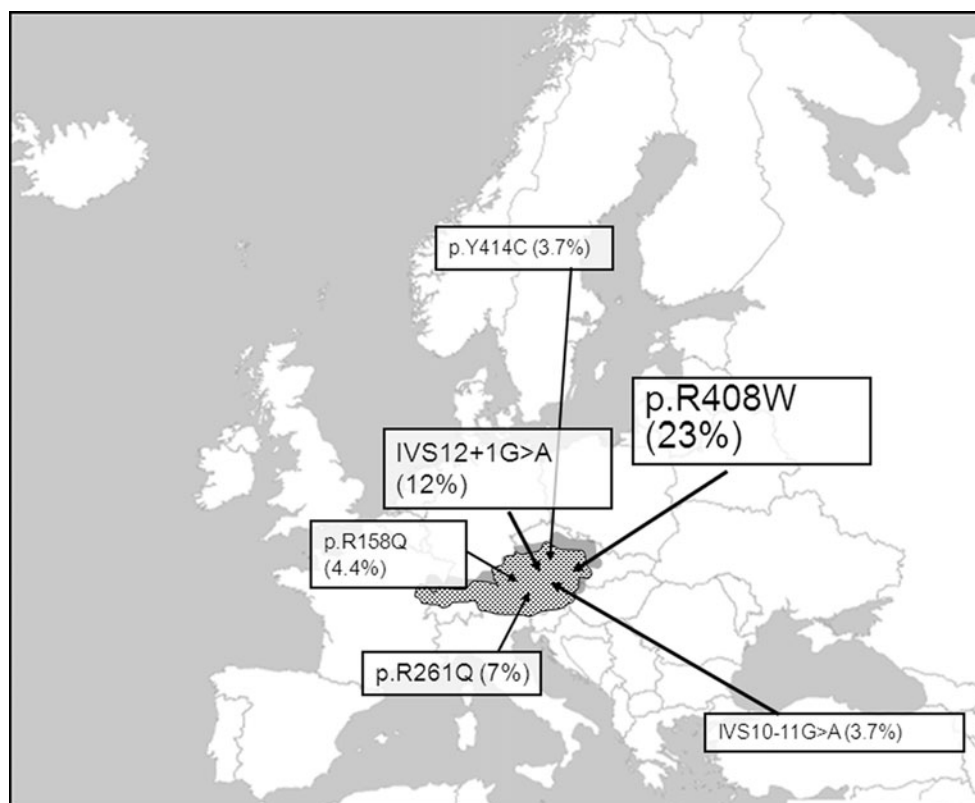 p.Y414C (3.7%)
p.R408W
(23%)
IVS12+1G>A
(12%)
p.R158Q
(4.4%)
p.R261Q (7%)
IVS10-11G>A (3.7%)